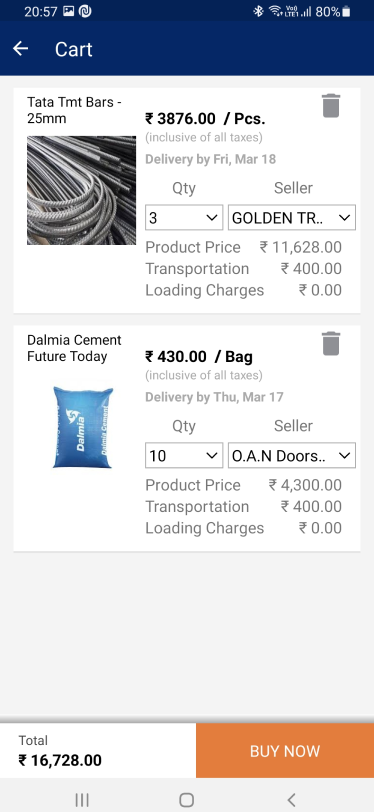 20:57 80%
Cart
Tata Tmt Bars -
25mm
₹ 3876.00 / Pcs.
(inclusive of all taxes)
Delivery by Fri, Mar 18
Qty Seller
3 GOLDEN TR..
Product Price ₹ 11,628.00
Transportation ₹ 400.00
Loading Charges ₹ 0.00
Dalmia Cement
Future Today
₹ 430.00 / Bag
(inclusive of all taxes)
Delivery by Thu, Mar 17
Dalmia
Dalmia Cement
Qty Seller
10 O.A.N Doors..
Product Price ₹ 4,300.00
Transportation ₹ 400.00
Loading Charges ₹ 0.00
Total
₹ 16,728.00
BUY NOW